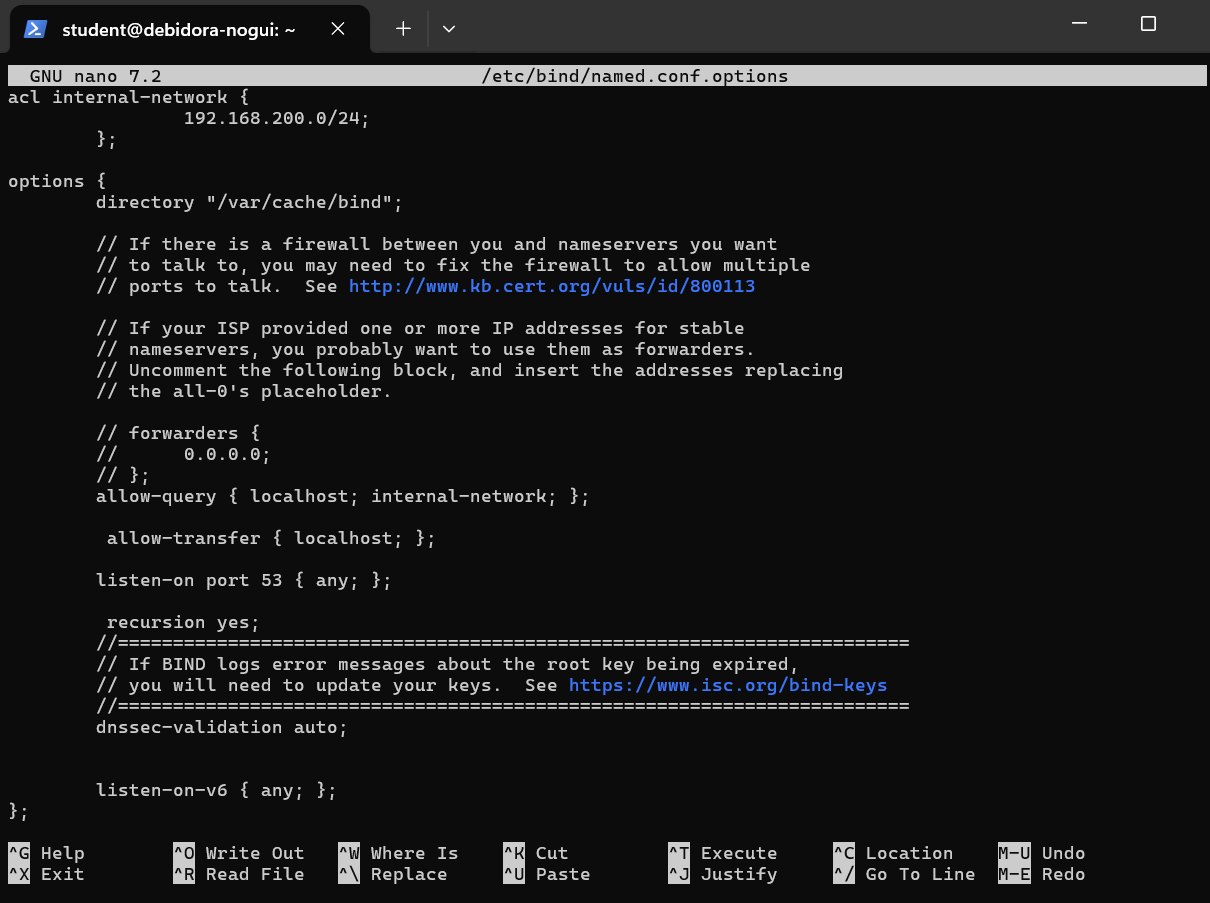 student@debidora-nogui: ~
GNU nano 7.2 /etc/bind/named.conf.options
acl internal-network {
192.168.200.0/24;
};
options {
directory "/var/cache/bind";
// If there is a firewall between you and nameservers you want
// to talk to, you may need to fix the firewall to allow multiple
// ports to talk.  See http://www.kb.cert.org/vuls/id/800113
// If your ISP provided one or more IP addresses for stable
// nameservers, you probably want to use them as forwarders.
// Uncomment the following block, and insert the addresses replacing
// the all-0's placeholder.
// forwarders {
//      0.0.0.0;
// };
allow-query { localhost; internal-network; };
allow-transfer { localhost; };
listen-on port 53 { any; };
recursion yes;
//========================================================================
// If BIND logs error messages about the root key being expired,
// you will need to update your keys.  See https://www.isc.org/bind-keys
//========================================================================
dnssec-validation auto;
listen-on-v6 { any; };
};
^G Help ^O Write Out ^W Where Is ^K Cut ^T Execute ^C Location M-U Undo
^X Exit ^R Read File ^\ Replace ^U Paste ^J Justify ^/ Go To Line M-E Redo